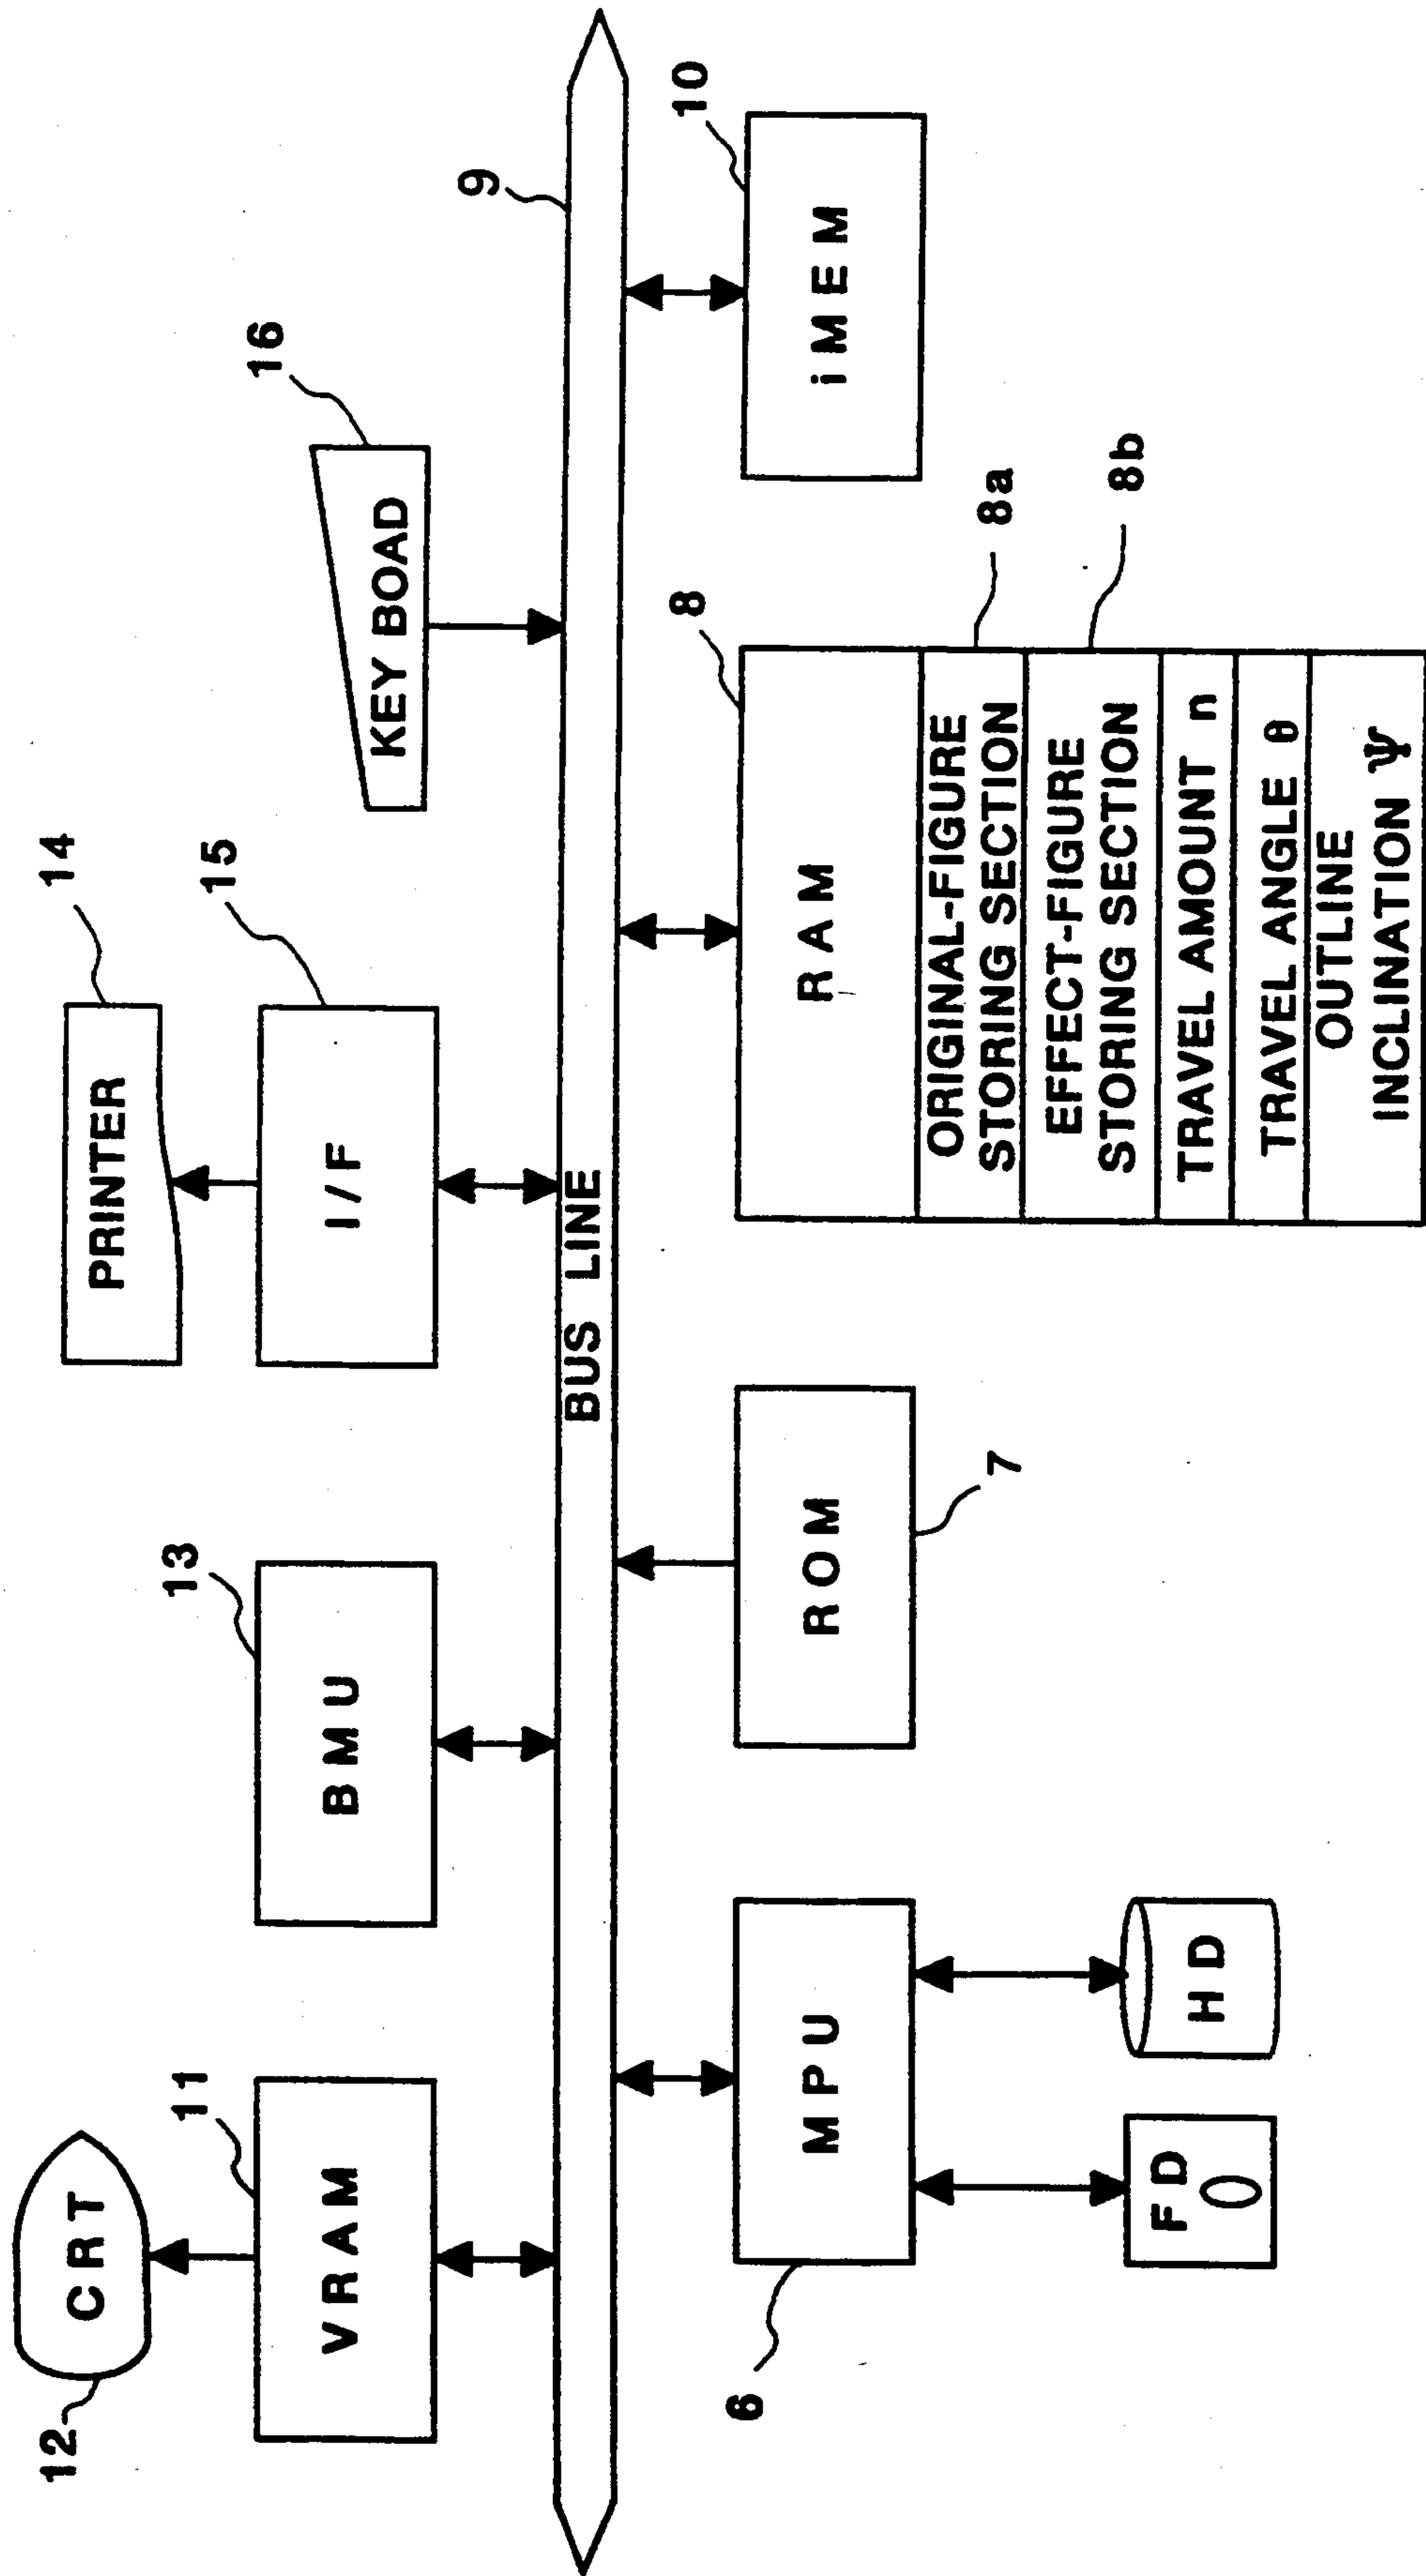 12
CRT
11
VRAM
13
BMU
14
PRINTER
15
I/F
16
KEY BOAD
9
BUS LINE
6
MPU
FD
HD
ROM
7
8
RAM
ORIGINAL-FIGURE
STORING SECTION
8a
EFFECT-FIGURE
STORING SECTION
8b
TRAVEL AMOUNT n
TRAVEL ANGLE θ
OUTLINE
INCLINATION Ψ
10
iMEM